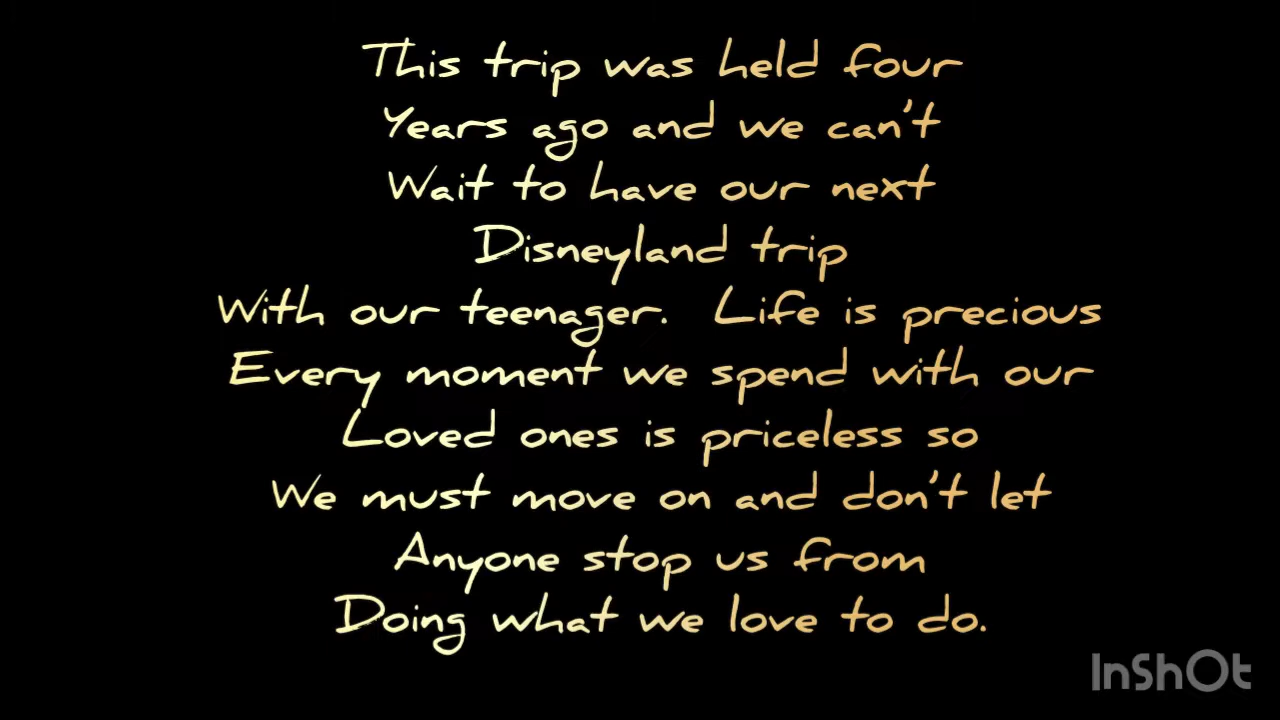 This trip was held four
Years ago and we can't
Wait to have our next
Disneyland trip
With our teenager. Life is precious
Every moment we spend with our
Loved ones is priceless so
We must move on and don't let
Anyone stop us from
Doing what we love to do.
InShOt